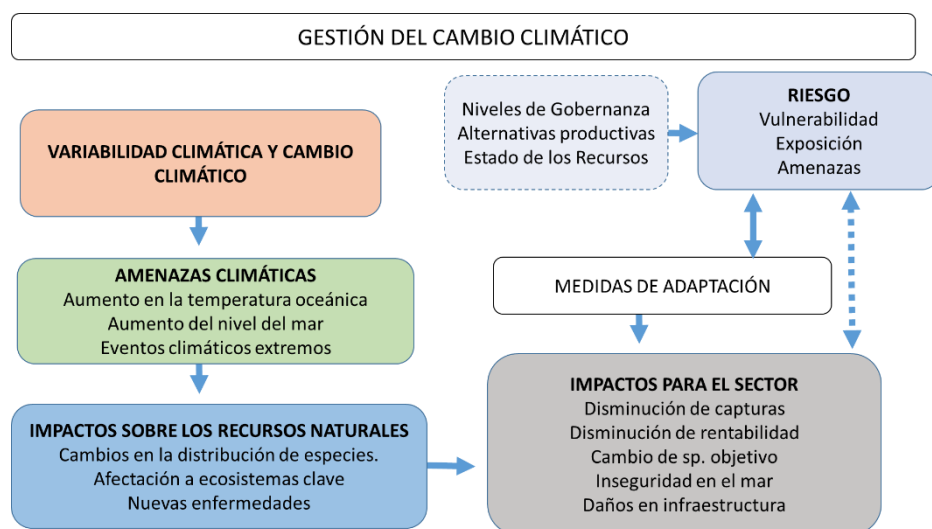 GESTIÓN DEL CAMBIO CLIMÁTICO
VARIABILIDAD CLIMÁTICA Y CAMBIO
CLIMÁTICO
AMENAZAS CLIMÁTICAS
Aumento en la temperatura oceánica
Aumento del nivel del mar
Eventos climáticos extremos
IMPACTOS SOBRE LOS RECURSOS NATURALES
Cambios en la distribución de especies.
Afectación a ecosistemas clave
Nuevas enfermedades
Niveles de Gobernanza
Alternativas productivas
Estado de los Recursos
RIESGO
Vulnerabilidad
Exposición
Amenazas
MEDIDAS DE ADAPTACIÓN
IMPACTOS PARA EL SECTOR
Disminución de capturas
Disminución de rentabilidad
Cambio de sp. objetivo
Inseguridad en el mar
Daños en infraestructura